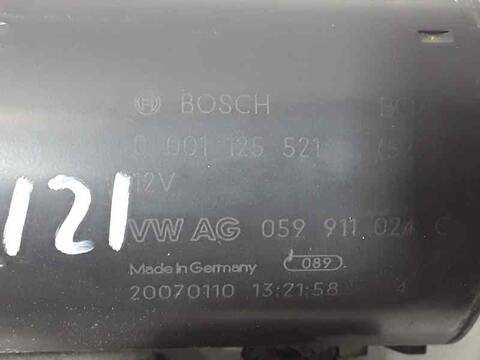 BOSCH
0 001 125 521
12V
VW AG 059 911 024 C
Made in Germany 089
20070110 13:21:58 4
121